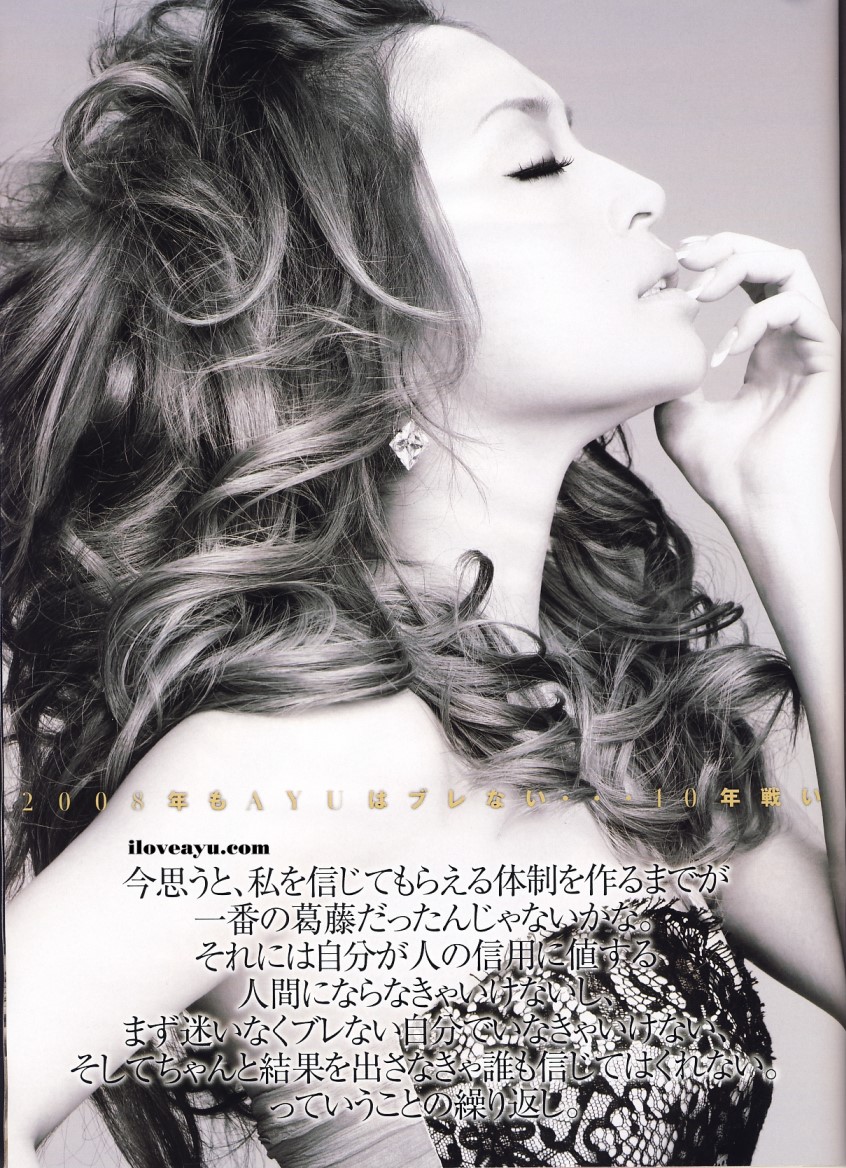 2008年もAYUはブレない・・・10年戦い
iloveayu.com
今思うと、私を信じてもらえる体制を作るまでが
一番の葛藤だったんじゃないかな。
それには自分が人の信用に値する
人間にならなきゃいけないし、
まず迷いなくブレない自分でいなきゃいけない、
そしてちゃんと結果を出さなきゃ誰も信じてはくれない。
っていうことの繰り返し。